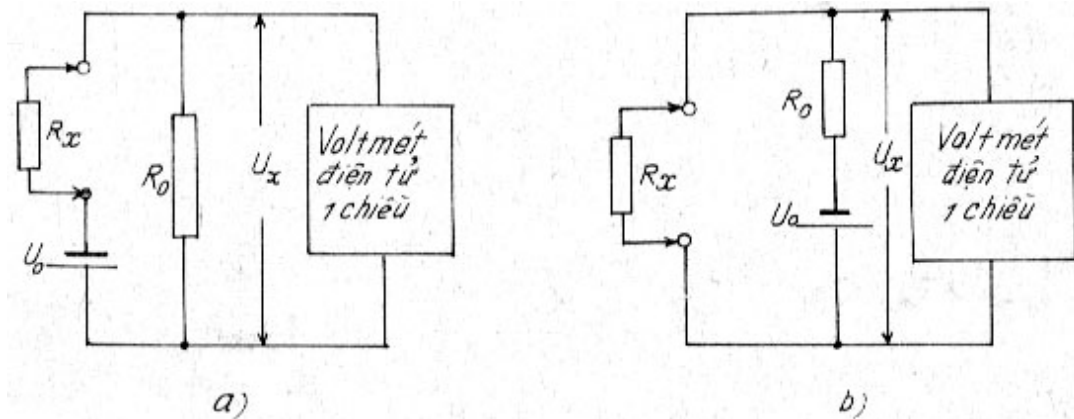 Rx
R0
U0
Ux
Voltmét
điện tử
1 chiều
a)
Rx
R0
U0
Ux
Voltmét
điện tử
1 chiều
b)